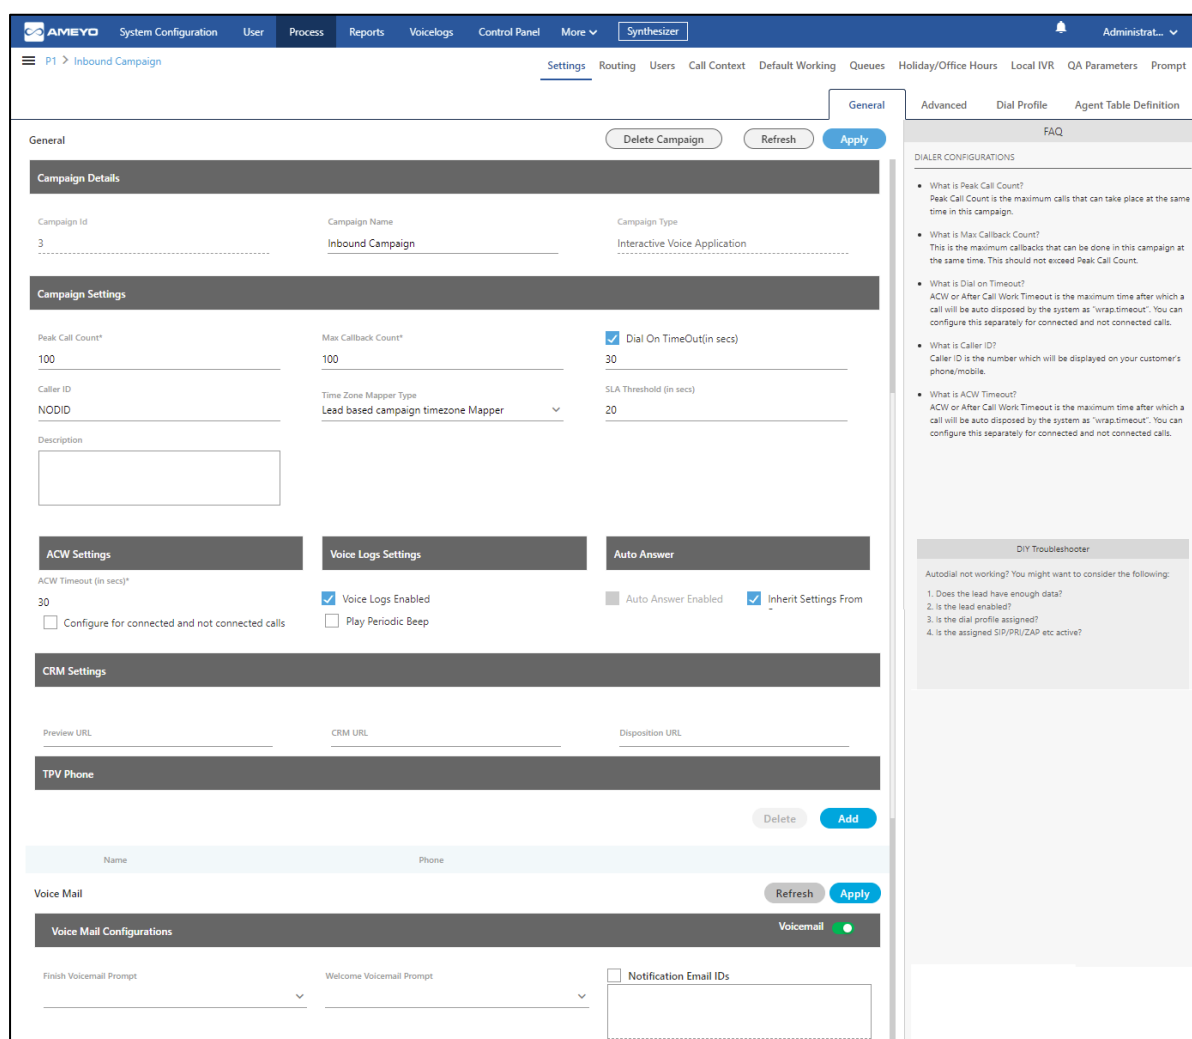 AMEYO System Configuration User Process Reports Voicelogs Control Panel More Synthesizer Administrat...
P1 > Inbound Campaign
Settings Routing Users Call Context Default Working Queues Holiday/Office Hours Local IVR QA Parameters Prompt
General Advanced Dial Profile Agent Table Definition
General Delete Campaign Refresh Apply
Campaign Details
Campaign Id Campaign Name Campaign Type
3 Inbound Campaign Interactive Voice Application
Campaign Settings
Peak Call Count* Max Callback Count* Dial On TimeOut(in secs)
100 100 30
Caller ID Time Zone Mapper Type SLA Threshold (in secs)
NODID Lead based campaign timezone Mapper 20
Description
ACW Settings Voice Logs Settings Auto Answer
ACW Timeout (in secs)*
30 Voice Logs Enabled Auto Answer Enabled Inherit Settings From
Configure for connected and not connected calls Play Periodic Beep
CRM Settings
Preview URL CRM URL Disposition URL
TPV Phone
Delete Add
Name Phone
Voice Mail Refresh Apply
Voice Mail Configurations Voicemail
Finish Voicemail Prompt Welcome Voicemail Prompt Notification Email IDs
FAQ
DIALER CONFIGURATIONS
• What is Peak Call Count?
Peak Call Count is the maximum calls that can take place at the same
time in this campaign.
• What is Max Callback Count?
This is the maximum callbacks that can be done in this campaign at
the same time. This should not exceed Peak Call Count.
• What is Dial on Timeout?
ACW or After Call Work Timeout is the maximum time after which a
call will be auto disposed by the system as "wrap.timeout". You can
configure this separately for connected and not connected calls.
• What is Caller ID?
Caller ID is the number which will be displayed on your customer's
phone/mobile.
• What is ACW Timeout?
ACW or After Call Work Timeout is the maximum time after which a
call will be auto disposed by the system as "wrap.timeout". You can
configure this separately for connected and not connected calls.
DIY Troubleshooter
Autodial not working? You might want to consider the following:
1. Does the lead have enough data?
2. Is the lead enabled?
3. Is the dial profile assigned?
4. Is the assigned SIP/PRI/ZAP etc active?